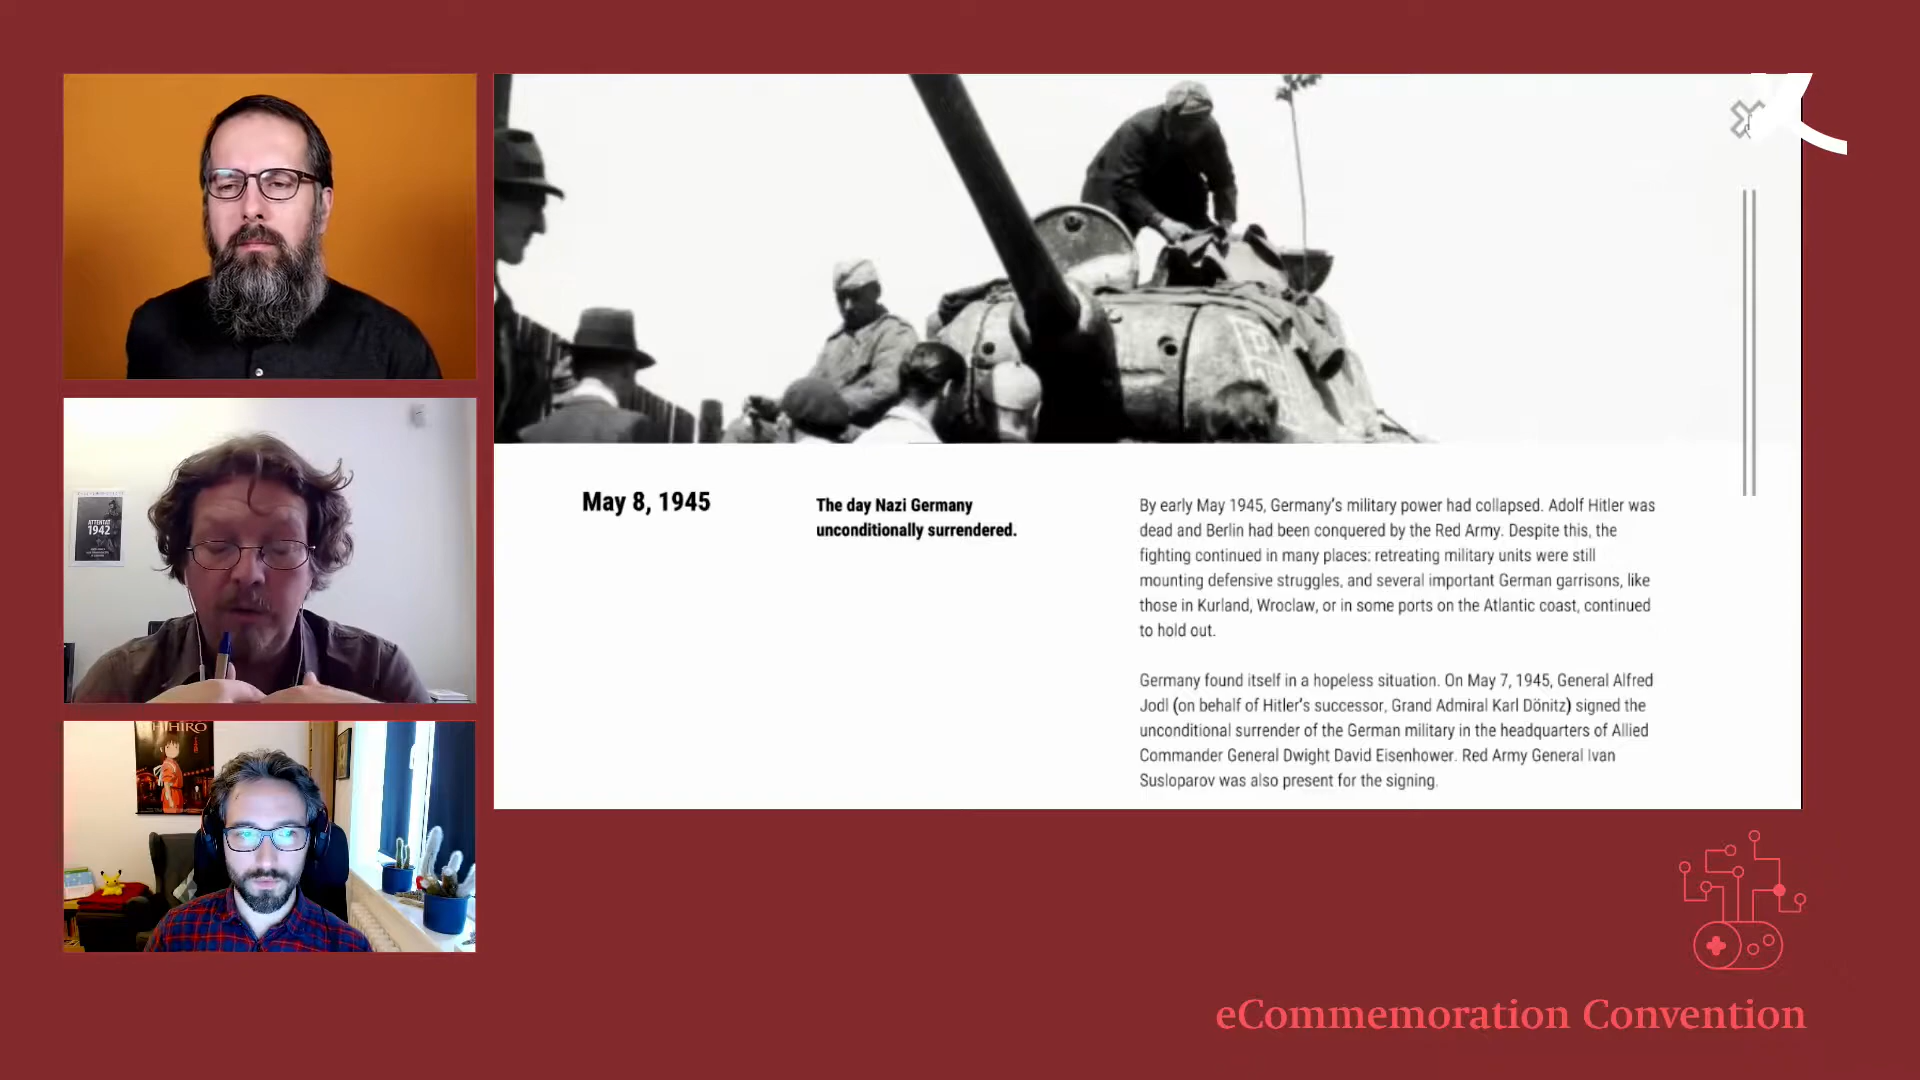 May 8, 1945
The day Nazi Germany
unconditionally surrendered.
By early May 1945, Germany's military power had collapsed. Adolf Hitler was
dead and Berlin had been conquered by the Red Army. Despite this, the
fighting continued in many places: retreating military units were still
mounting defensive struggles, and several important German garrisons, like
those in Kurland, Wroclaw, or in some ports on the Atlantic coast, continued
to hold out.
Germany found itself in a hopeless situation. On May 7, 1945, General Alfred
Jodl (on behalf of Hitler's successor, Grand Admiral Karl Dönitz) signed the
unconditional surrender of the German military in the headquarters of Allied
Commander General Dwight David Eisenhower. Red Army General Ivan
Susloparov was also present for the signing.
ATTENTAT
1942
HIHIRO
eCommemoration Convention